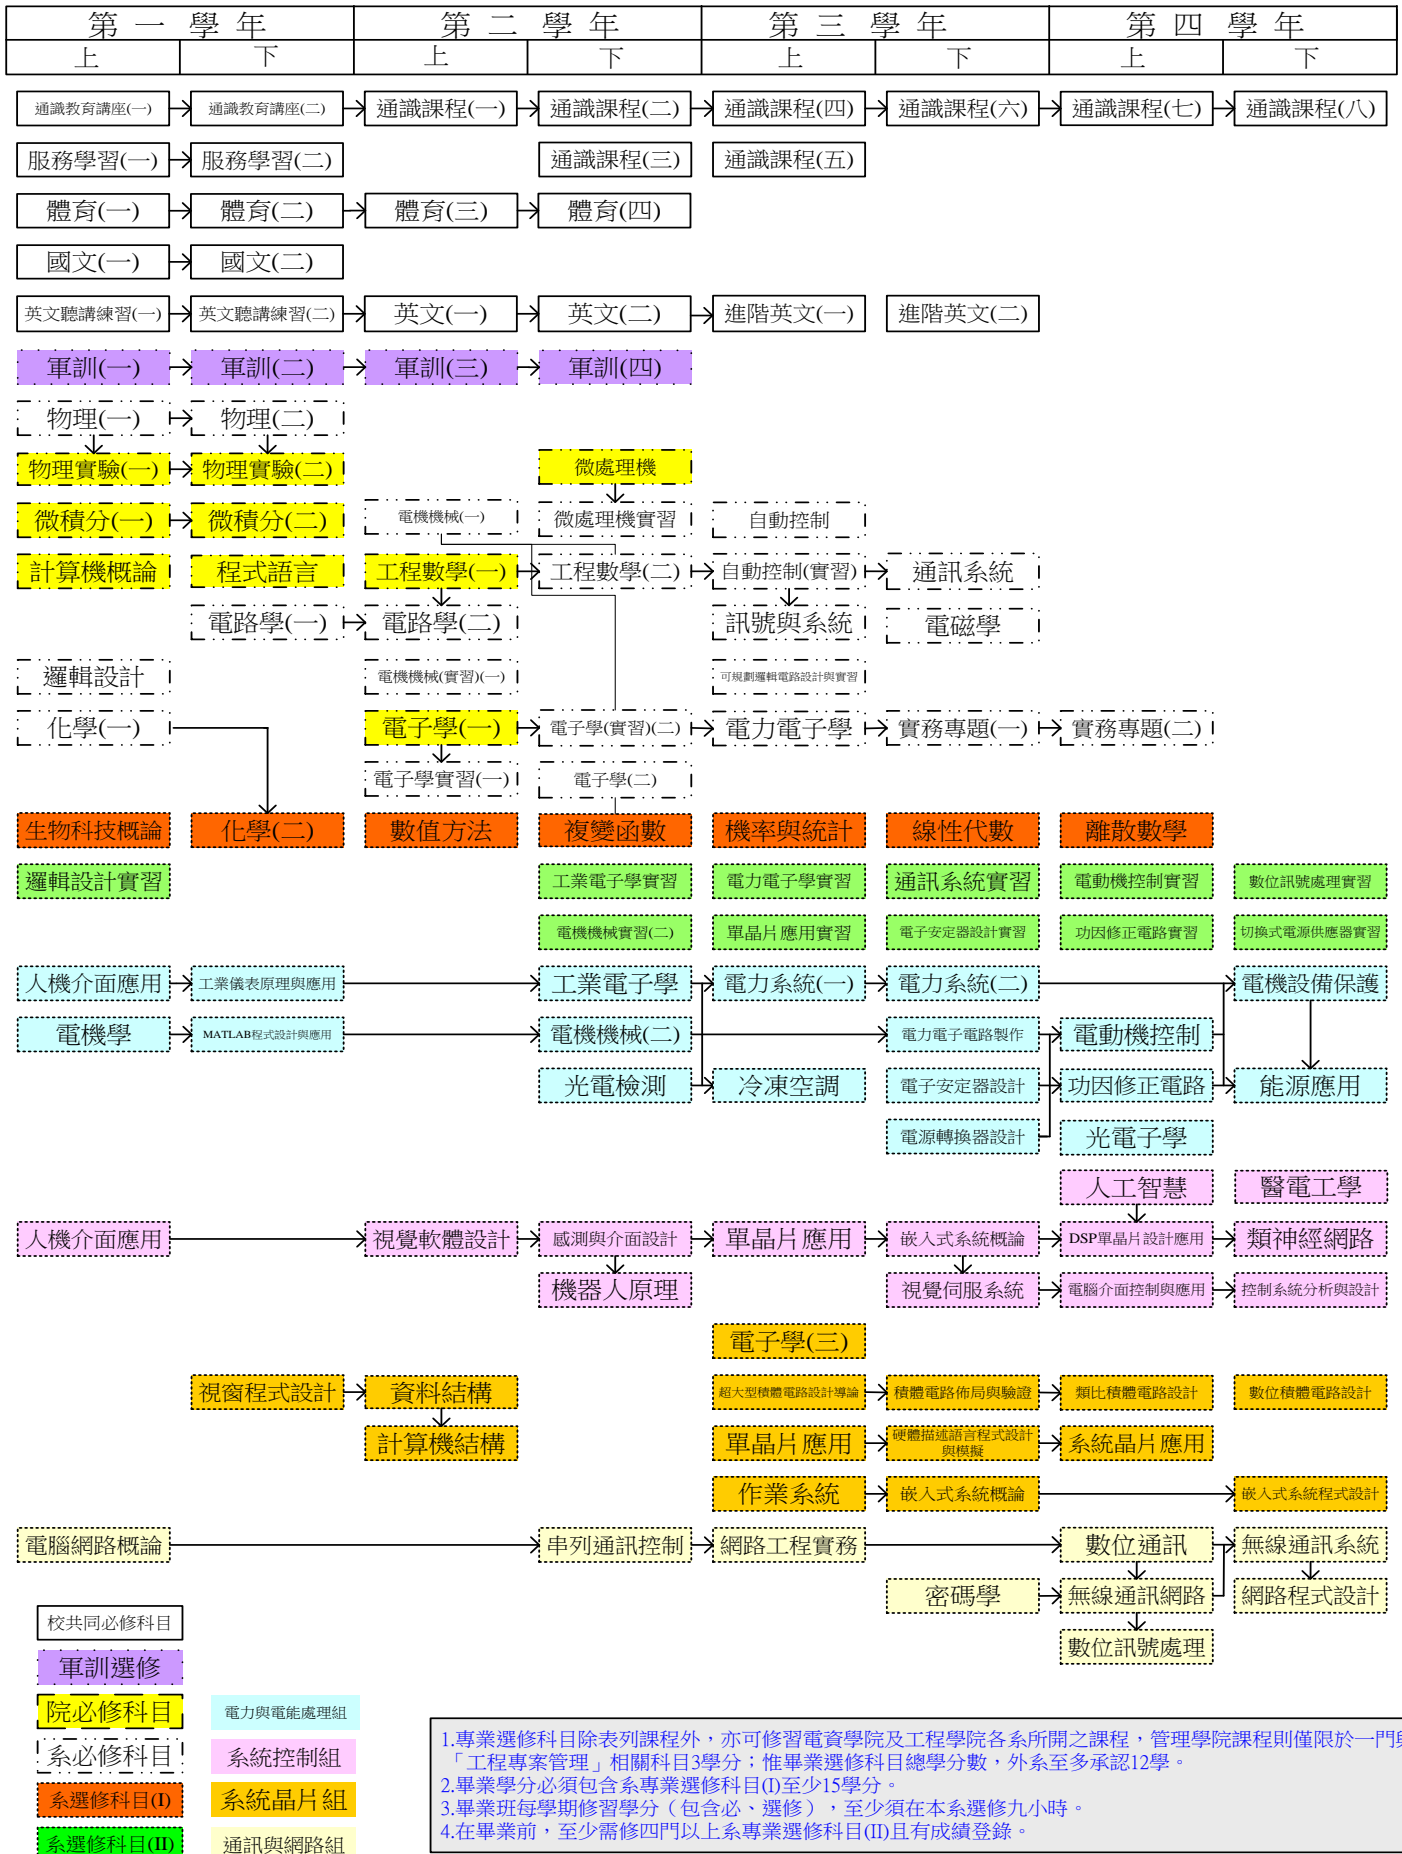 第一學年 第二學年 第三學年 第四學年
上 下 上 下 上 下 上 下
通識教育講座(一) 通識教育講座(二) 通識課程(一) 通識課程(二) 通識課程(四) 通識課程(六) 通識課程(七) 通識課程(八)
服務學習(一) 服務學習(二) 通識課程(三) 通識課程(五)
體育(一) 體育(二) 體育(三) 體育(四)
國文(一) 國文(二)
英文聽講練習(一) 英文聽講練習(二) 英文(一) 英文(二) 進階英文(一) 進階英文(二)
軍訓(一) 軍訓(二) 軍訓(三) 軍訓(四)
物理(一) 物理(二)
物理實驗(一) 物理實驗(二) 微處理機
微積分(一) 微積分(二) 電機機械(一) 微處理機實習 自動控制
計算機概論 程式語言 工程數學(一) 工程數學(二) 自動控制(實習) 通訊系統
電路學(一) 電路學(二) 訊號與系統 電磁學
邏輯設計 電機機械(實習)(一) 可規劃邏輯電路設計與實習
化學(一) 電子學(一) 電子學(實習)(二) 電力電子學 實務專題(一) 實務專題(二)
電子學實習(一) 電子學(二)
生物科技概論 化學(二) 數值方法 複變函數 機率與統計 線性代數 離散數學
邏輯設計實習 工業電子學實習 電力電子學實習 通訊系統實習 電動機控制實習 數位訊號處理實習
電機機械實習(二) 單晶片應用實習 電子安定器設計實習 功因修正電路實習 切換式電源供應器實習
人機介面應用 工業儀表原理與應用 工業電子學 電力系統(一) 電力系統(二) 電機設備保護
電機學 MATLAB程式設計與應用 電機機械(二) 電力電子電路製作 電動機控制
光電檢測 冷凍空調 電子安定器設計 功因修正電路 能源應用
電源轉換器設計 光電子學
人工智慧 醫電工學
人機介面應用 視覺軟體設計 感測與介面設計 單晶片應用 嵌入式系統概論 DSP單晶片設計應用 類神經網路
機器人原理 視覺伺服系統 電腦介面控制與應用 控制系統分析與設計
電子學(三)
視窗程式設計 資料結構 超大型積體電路設計導論 積體電路佈局與驗證 類比積體電路設計 數位積體電路設計
計算機結構 單晶片應用 硬體描述語言程式設計 系統晶片應用
與模擬
作業系統 嵌入式系統概論 嵌入式系統程式設計
電腦網路概論 串列通訊控制 網路工程實務 數位通訊 無線通訊系統
密碼學 無線通訊網路 網路程式設計
數位訊號處理
校共同必修科目
軍訓選修
院必修科目 電力與電能處理組
系必修科目 系統控制組
系選修科目(I) 系統晶片組
系選修科目(II) 通訊與網路組
1.專業選修科目除表列課程外，亦可修習電資學院及工程學院各系所開之課程，管理學院課程則僅限於一門與
「工程專案管理」相關科目3學分；惟畢業選修科目總學分數，外系至多承認12學。
2.畢業學分必須包含系專業選修科目(I)至少15學分。
3.畢業班每學期修習學分（包含必、選修），至少須在本系選修九小時。
4.在畢業前，至少需修四門以上系專業選修科目(II)且有成績登錄。